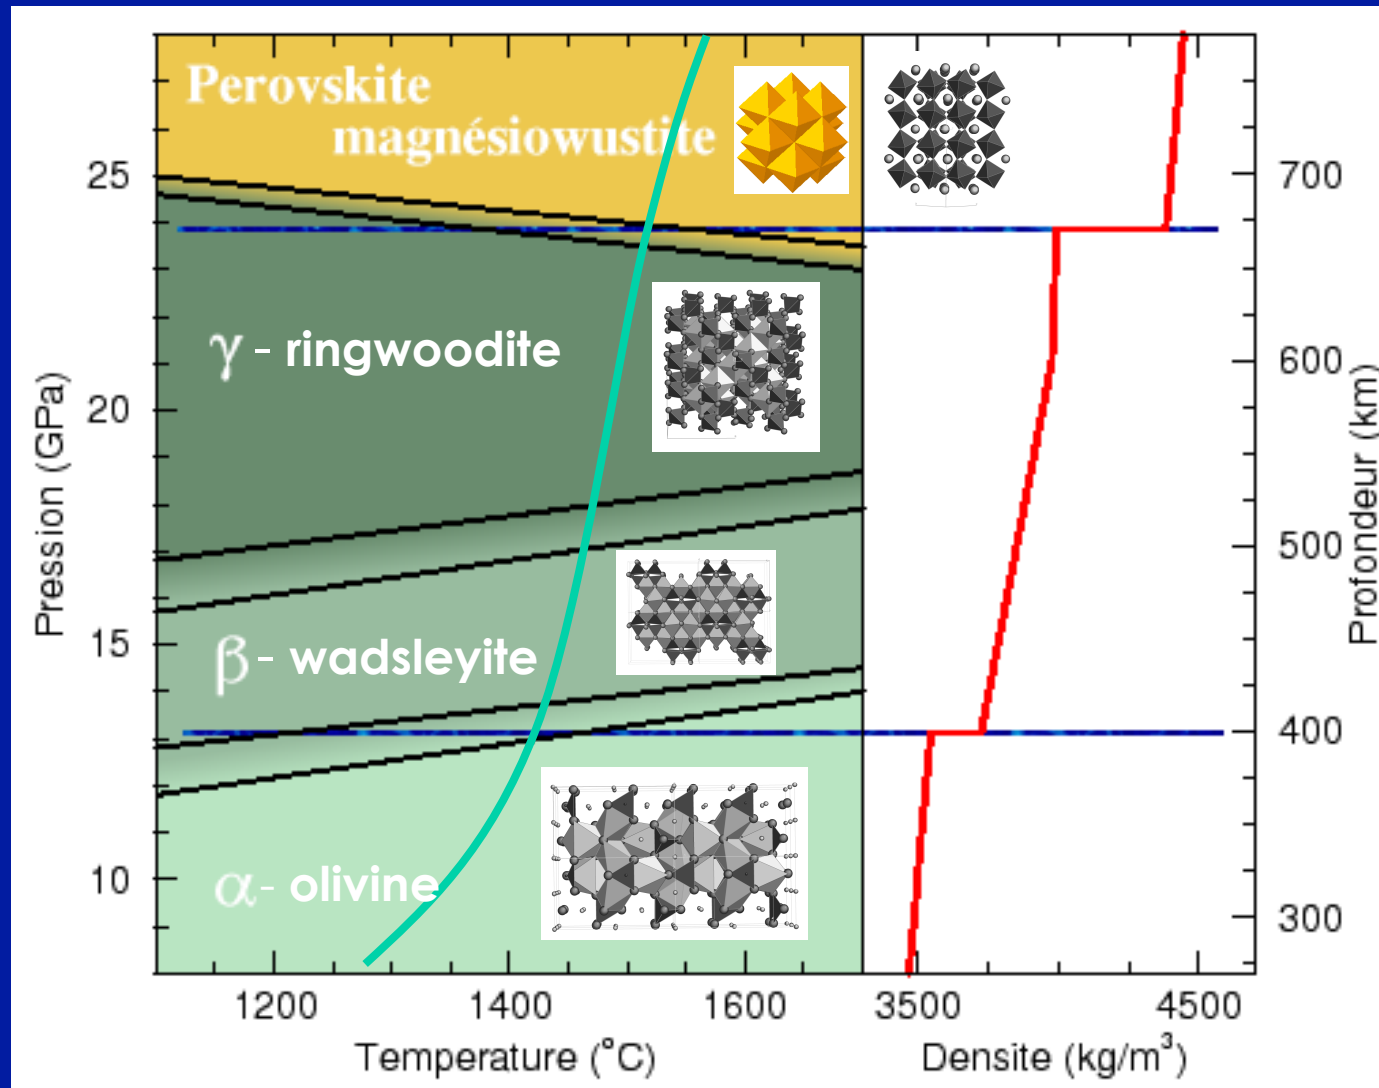 Perovskite
magnésiowustite
γ - ringwoodite
β - wadsleyite
α - olivine
Pression (GPa)
25
20
15
10
1200
1400
1600
Temperature (°C)
3500
4500
Densite (kg/m³)
700
600
500
400
300
Profondeur (km)